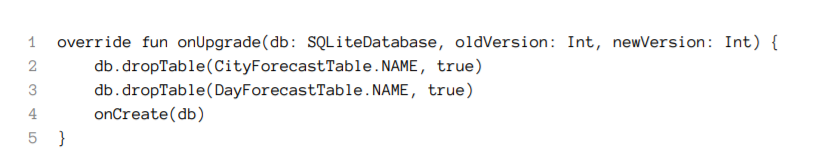 1 override fun onUpgrade(db: SQLiteDatabase, oldVersion: Int, newVersion: Int) {
2     db.dropTable(CityForecastTable.NAME, true)
3     db.dropTable(DayForecastTable.NAME, true)
4     onCreate(db)
5 }